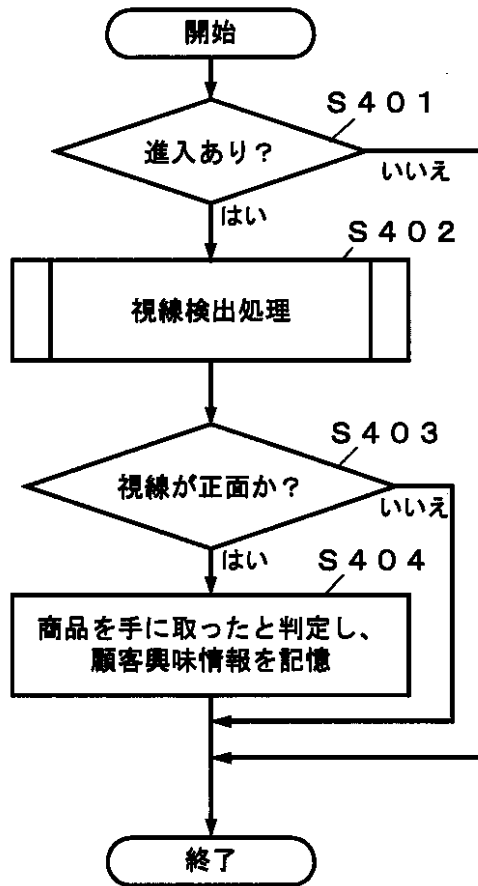 開始
S401
進入あり?
いいえ
はい
S402
視線検出処理
S403
視線が正面か?
いいえ
はい
S404
商品を手に取ったと判定し、
顧客興味情報を記憶
終了